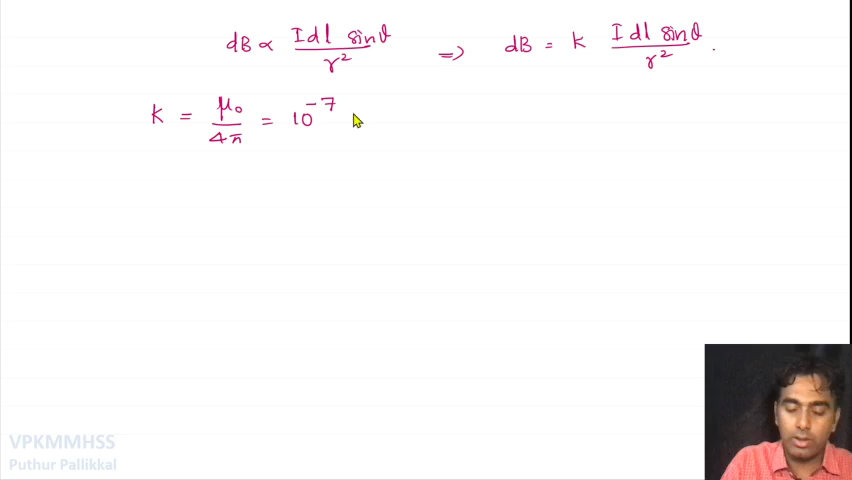 dB ∝ Idl sinθ / r² ⇒ dB = K Idl sinθ / r².
K = μ₀ / 4π = 10⁻⁷
VPKMMHSS
Puthur Pallikkal